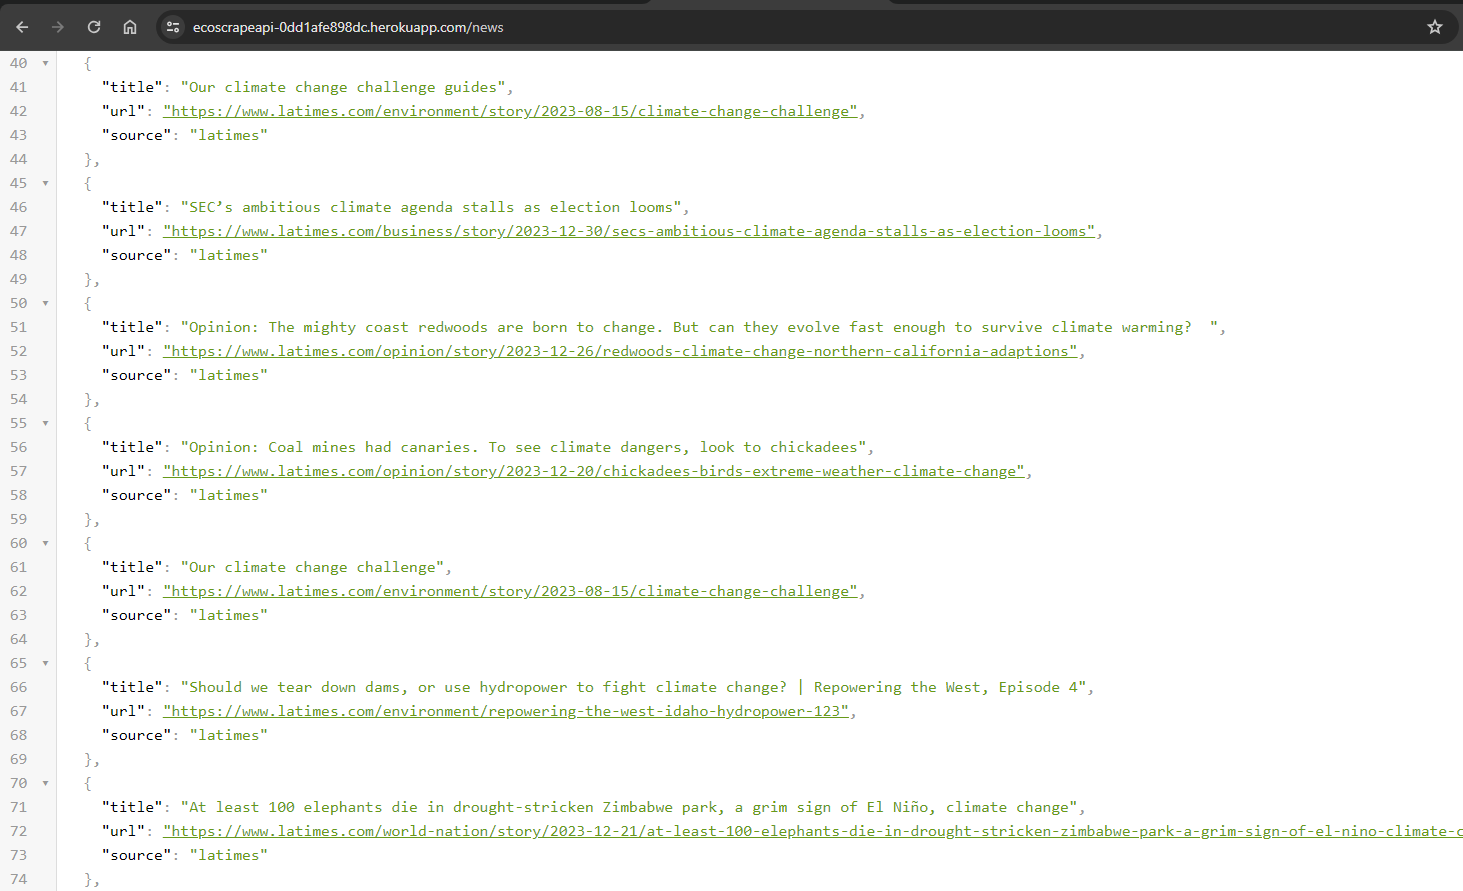 ecoscrapeapi-0dd1afe898dc.herokuapp.com/news
40 {
41 "title": "Our climate change challenge guides",
42 "url": "https://www.latimes.com/environment/story/2023-08-15/climate-change-challenge",
43 "source": "latimes"
44 },
45 {
46 "title": "SEC’s ambitious climate agenda stalls as election looms",
47 "url": "https://www.latimes.com/business/story/2023-12-30/secs-ambitious-climate-agenda-stalls-as-election-looms",
48 "source": "latimes"
49 },
50 {
51 "title": "Opinion: The mighty coast redwoods are born to change. But can they evolve fast enough to survive climate warming?  ",
52 "url": "https://www.latimes.com/opinion/story/2023-12-26/redwoods-climate-change-northern-california-adaptions",
53 "source": "latimes"
54 },
55 {
56 "title": "Opinion: Coal mines had canaries. To see climate dangers, look to chickadees",
57 "url": "https://www.latimes.com/opinion/story/2023-12-20/chickadees-birds-extreme-weather-climate-change",
58 "source": "latimes"
59 },
60 {
61 "title": "Our climate change challenge",
62 "url": "https://www.latimes.com/environment/story/2023-08-15/climate-change-challenge",
63 "source": "latimes"
64 },
65 {
66 "title": "Should we tear down dams, or use hydropower to fight climate change? | Repowering the West, Episode 4",
67 "url": "https://www.latimes.com/environment/repowering-the-west-idaho-hydropower-123",
68 "source": "latimes"
69 },
70 {
71 "title": "At least 100 elephants die in drought-stricken Zimbabwe park, a grim sign of El Niño, climate change",
72 "url": "https://www.latimes.com/world-nation/story/2023-12-21/at-least-100-elephants-die-in-drought-stricken-zimbabwe-park-a-grim-sign-of-el-nino-climate-c
73 "source": "latimes"
74 },